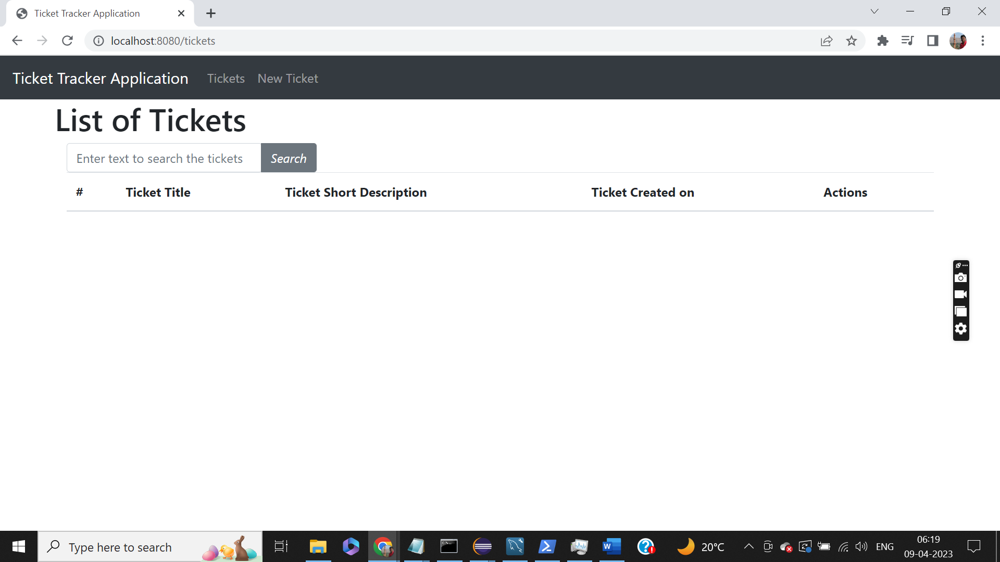 Ticket Tracker Application
localhost:8080/tickets
Ticket Tracker Application Tickets New Ticket
List of Tickets
Enter text to search the tickets Search
# Ticket Title Ticket Short Description Ticket Created on Actions
Type here to search
20°C ENG 06:19
09-04-2023